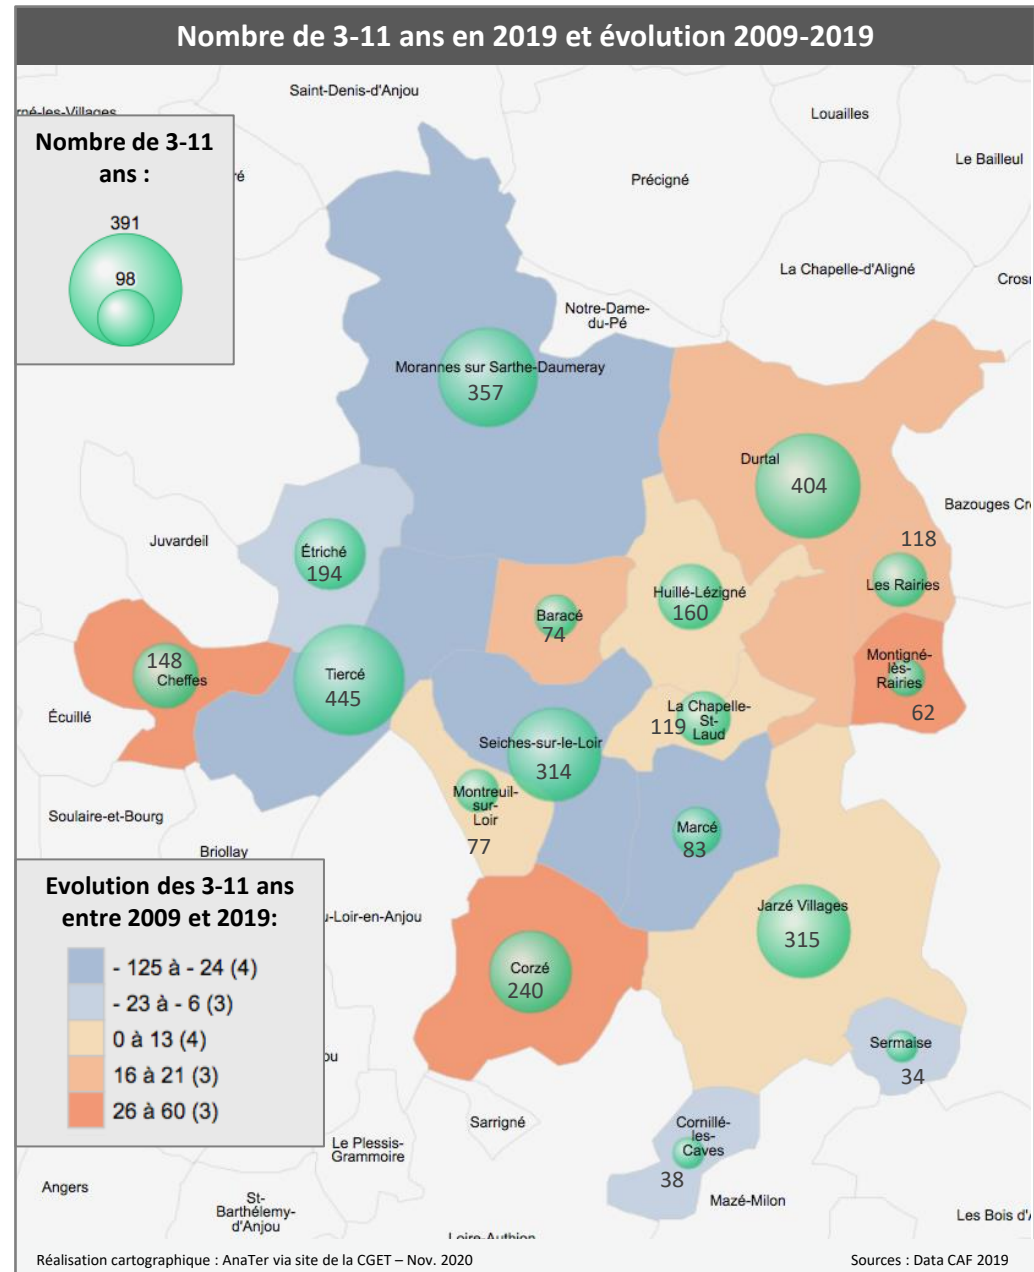 Nombre de 3-11 ans en 2019 et évolution 2009-2019
Saint-Denis-d'Anjou
Louailles
Le Bailleul
Précigné
La Chapelle-d'Aligné
Notre-Dame-
du-Pé
Nombre de 3-11
ans :
391
98
Morannes sur Sarthe-Daumeray
357
Durtal
404
Juvardeil
Étriché
194
118
Les Rairies
Huillé-Lézigné
160
Baracé
74
148
Cheffes
Tiercé
445
Montigné-
lès-
Rairies
62
Écuillé
La Chapelle-
St-
Laud
119
Seiches-sur-le-Loir
314
Montreuil-
sur-
Loir
77
Soulaire-et-Bourg
Briollay
Marcé
83
Jarzé Villages
315
Corzé
240
Evolution des 3-11 ans
entre 2009 et 2019:
- 125 à - 24 (4)
- 23 à - 6 (3)
0 à 13 (4)
16 à 21 (3)
26 à 60 (3)
u-Loir-en-Anjou
Sermaise
34
Sarrigné
Le Plessis-
Grammoire
Cornillé-
les-
Caves
38
Mazé-Milon
Angers
St-
Barthélemy-
d'Anjou
Les Bois d'
Réalisation cartographique : AnaTer via site de la CGET – Nov. 2020
Sources : Data CAF 2019